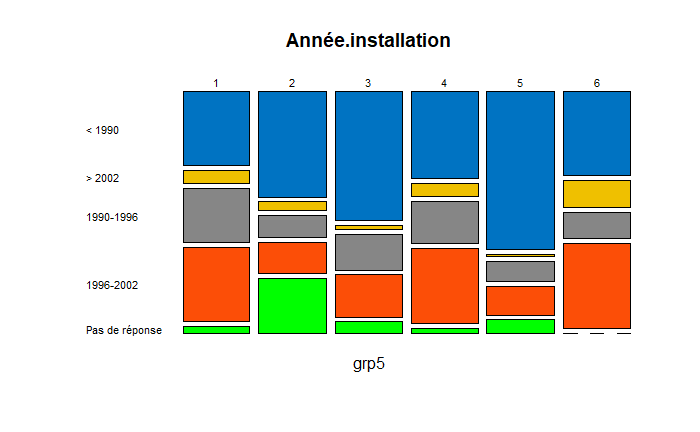 Année.installation
1 2 3 4 5 6
< 1990
> 2002
1990-1996
1996-2002
Pas de réponse
grp5